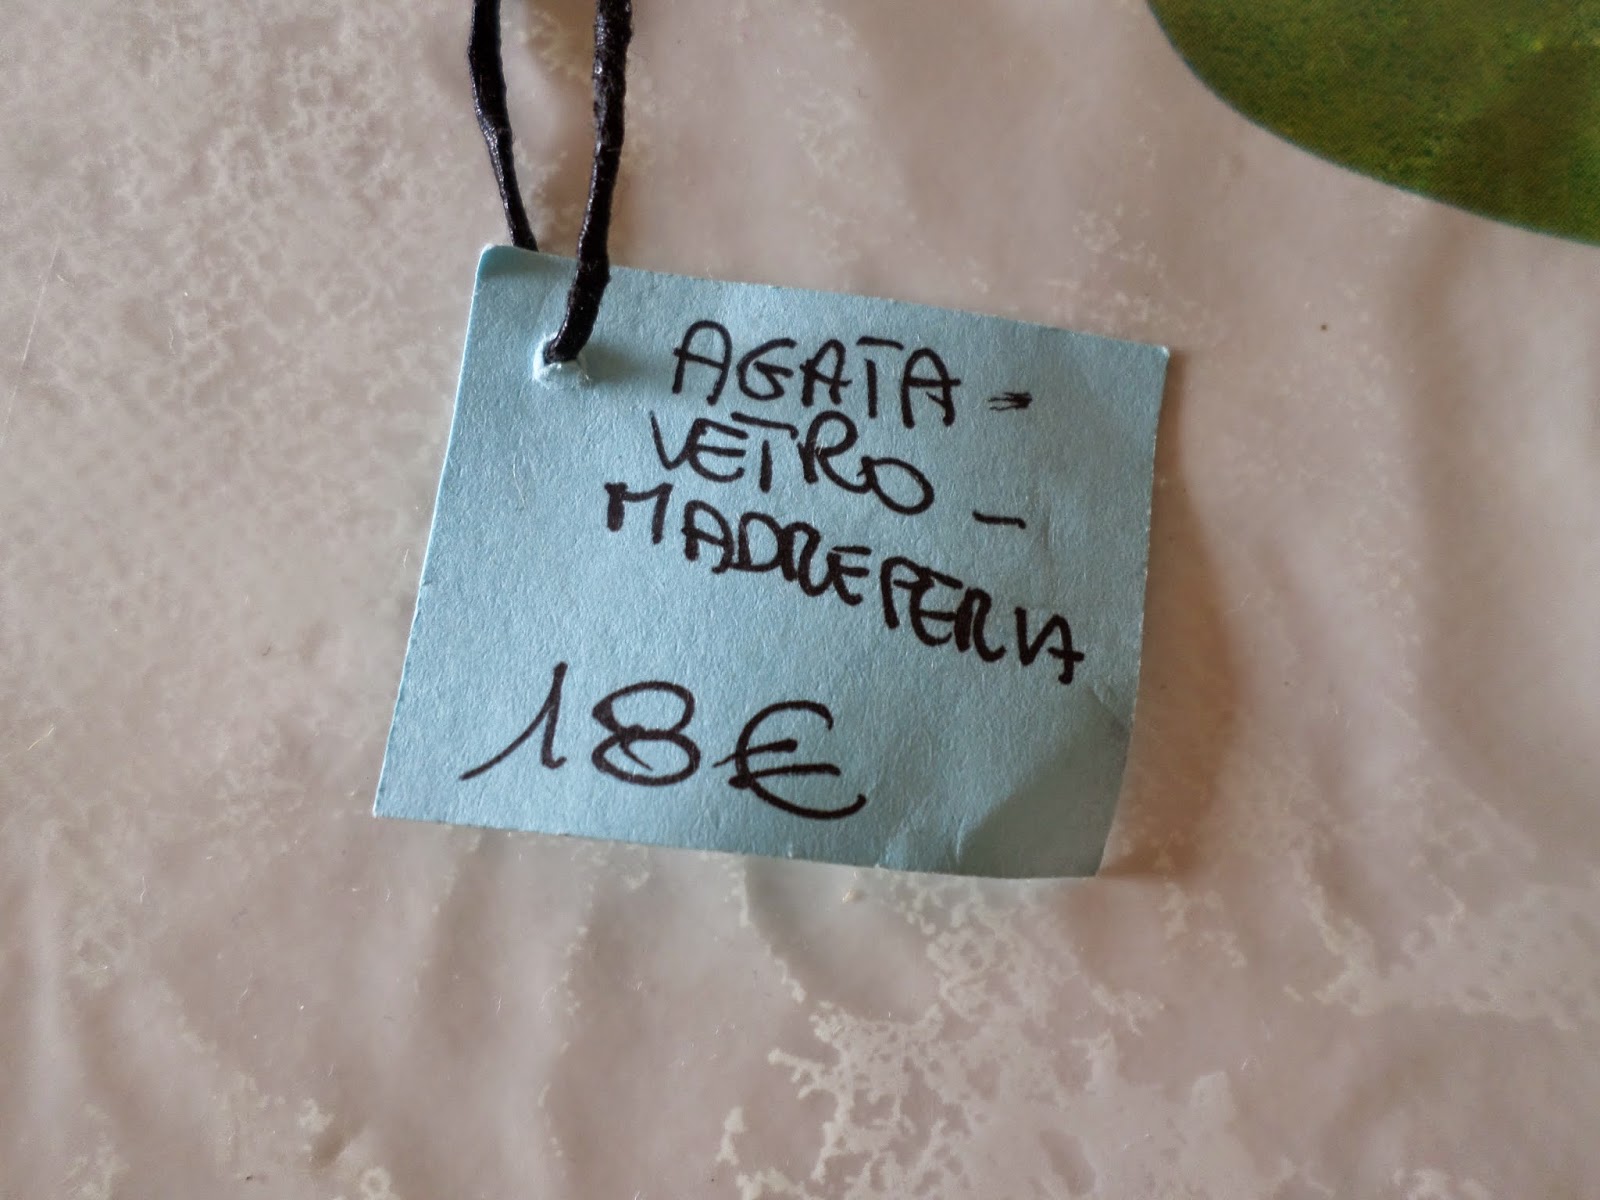 AGATA -
VETRO -
MADREPERLA
18€